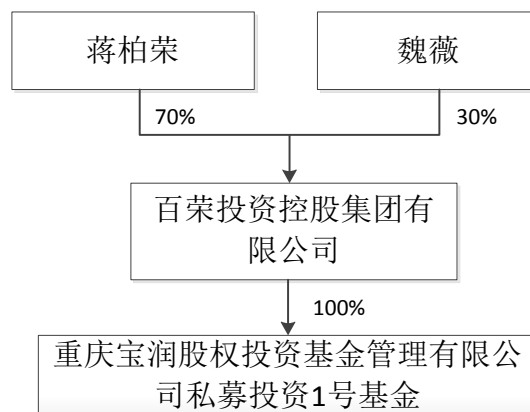 蒋柏荣 魏薇
70% 30%
百荣投资控股集团有
限公司
100%
重庆宝润股权投资基金管理有限公
司私募投资1号基金